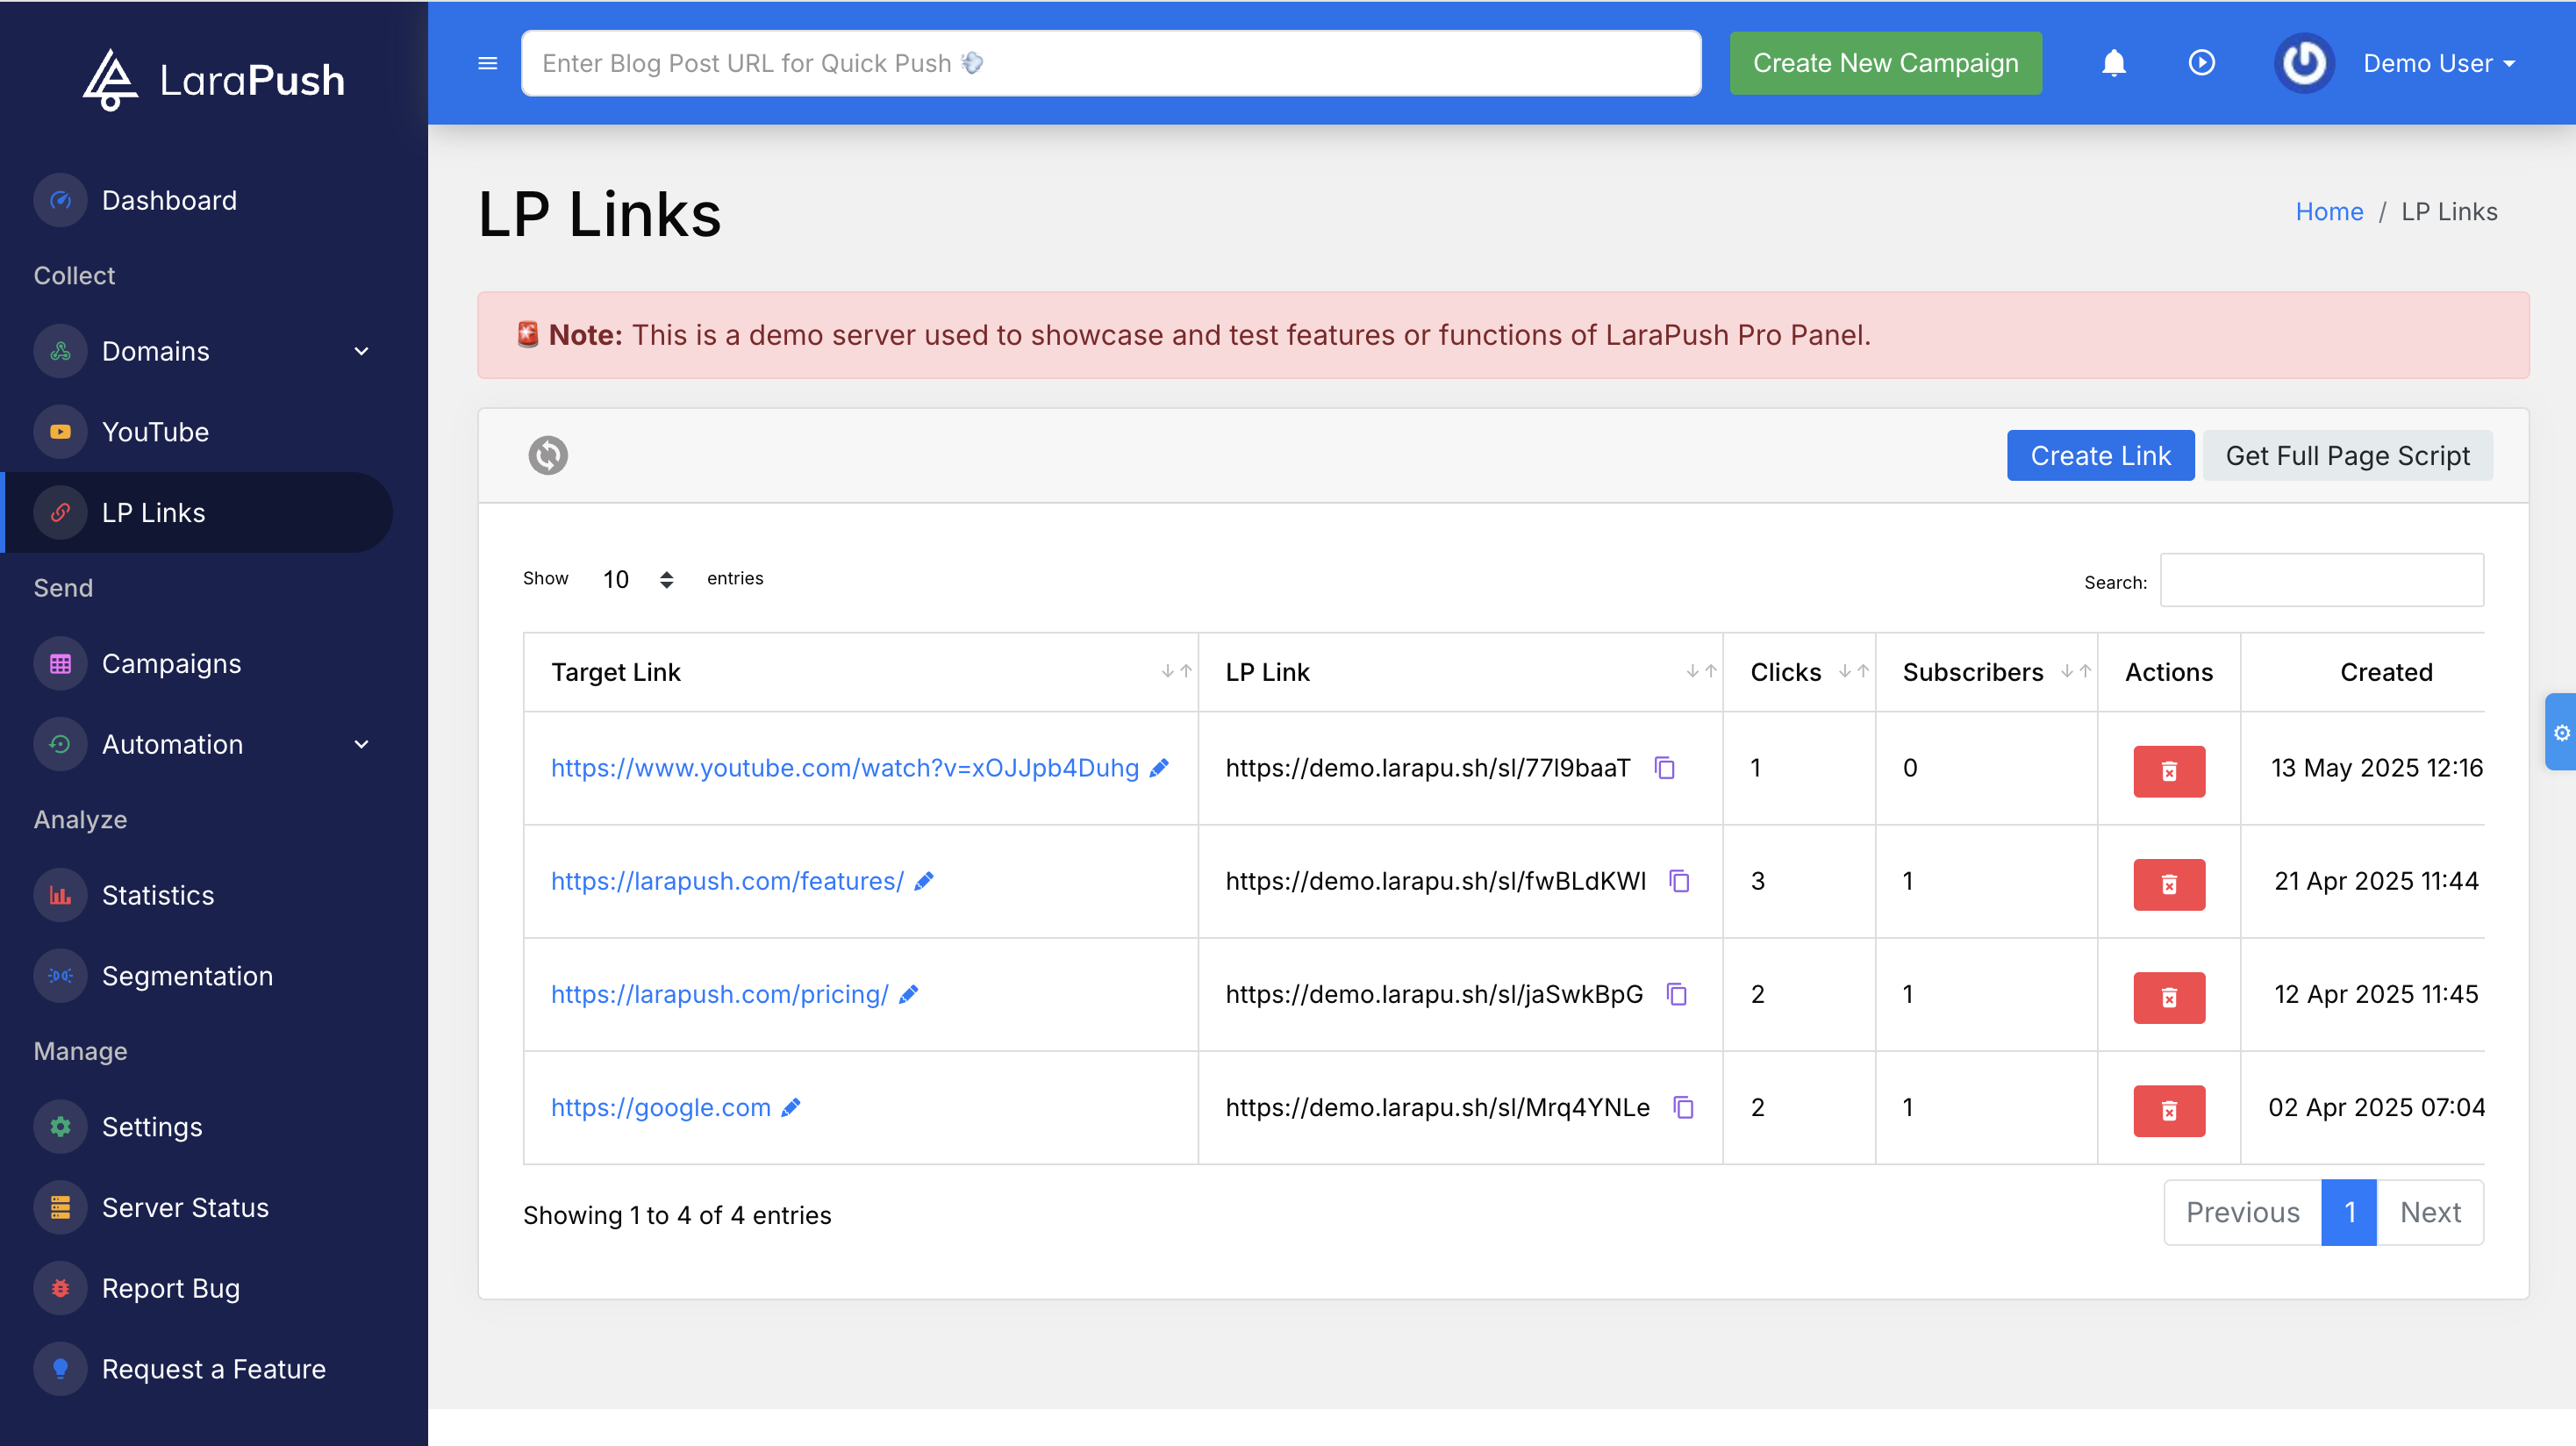 LaraPush
Enter Blog Post URL for Quick Push
Create New Campaign
Demo User
Dashboard
Collect
Domains
YouTube
LP Links
Send
Campaigns
Automation
Analyze
Statistics
Segmentation
Manage
Settings
Server Status
Report Bug
Request a Feature
LP Links
Home / LP Links
Note: This is a demo server used to showcase and test features or functions of LaraPush Pro Panel.
Create Link Get Full Page Script
Show 10 entries
Search:
Target Link LP Link Clicks Subscribers Actions Created
https://www.youtube.com/watch?v=xOJJpb4Duhg https://demo.larapu.sh/sl/77l9baaT 1 0 13 May 2025 12:16
https://larapush.com/features/ https://demo.larapu.sh/sl/fwBLdKWl 3 1 21 Apr 2025 11:44
https://larapush.com/pricing/ https://demo.larapu.sh/sl/jaSwkBpG 2 1 12 Apr 2025 11:45
https://google.com https://demo.larapu.sh/sl/Mrq4YNLe 2 1 02 Apr 2025 07:04
Showing 1 to 4 of 4 entries
Previous 1 Next